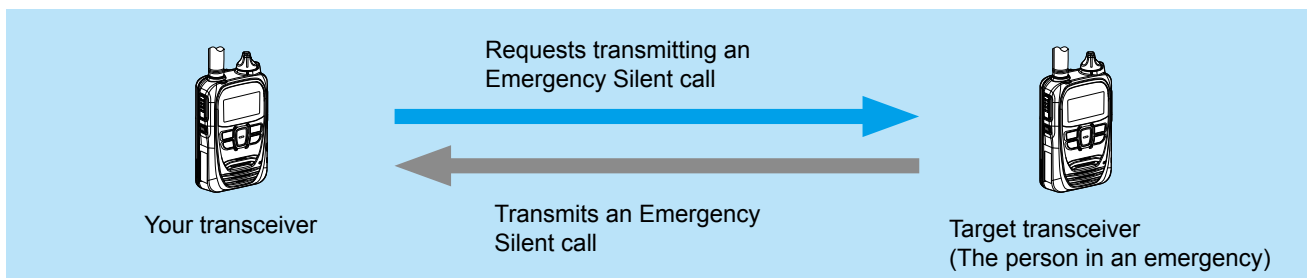 Requests transmitting an
Emergency Silent call
Your transceiver
Transmits an Emergency
Silent call
Target transceiver
(The person in an emergency)